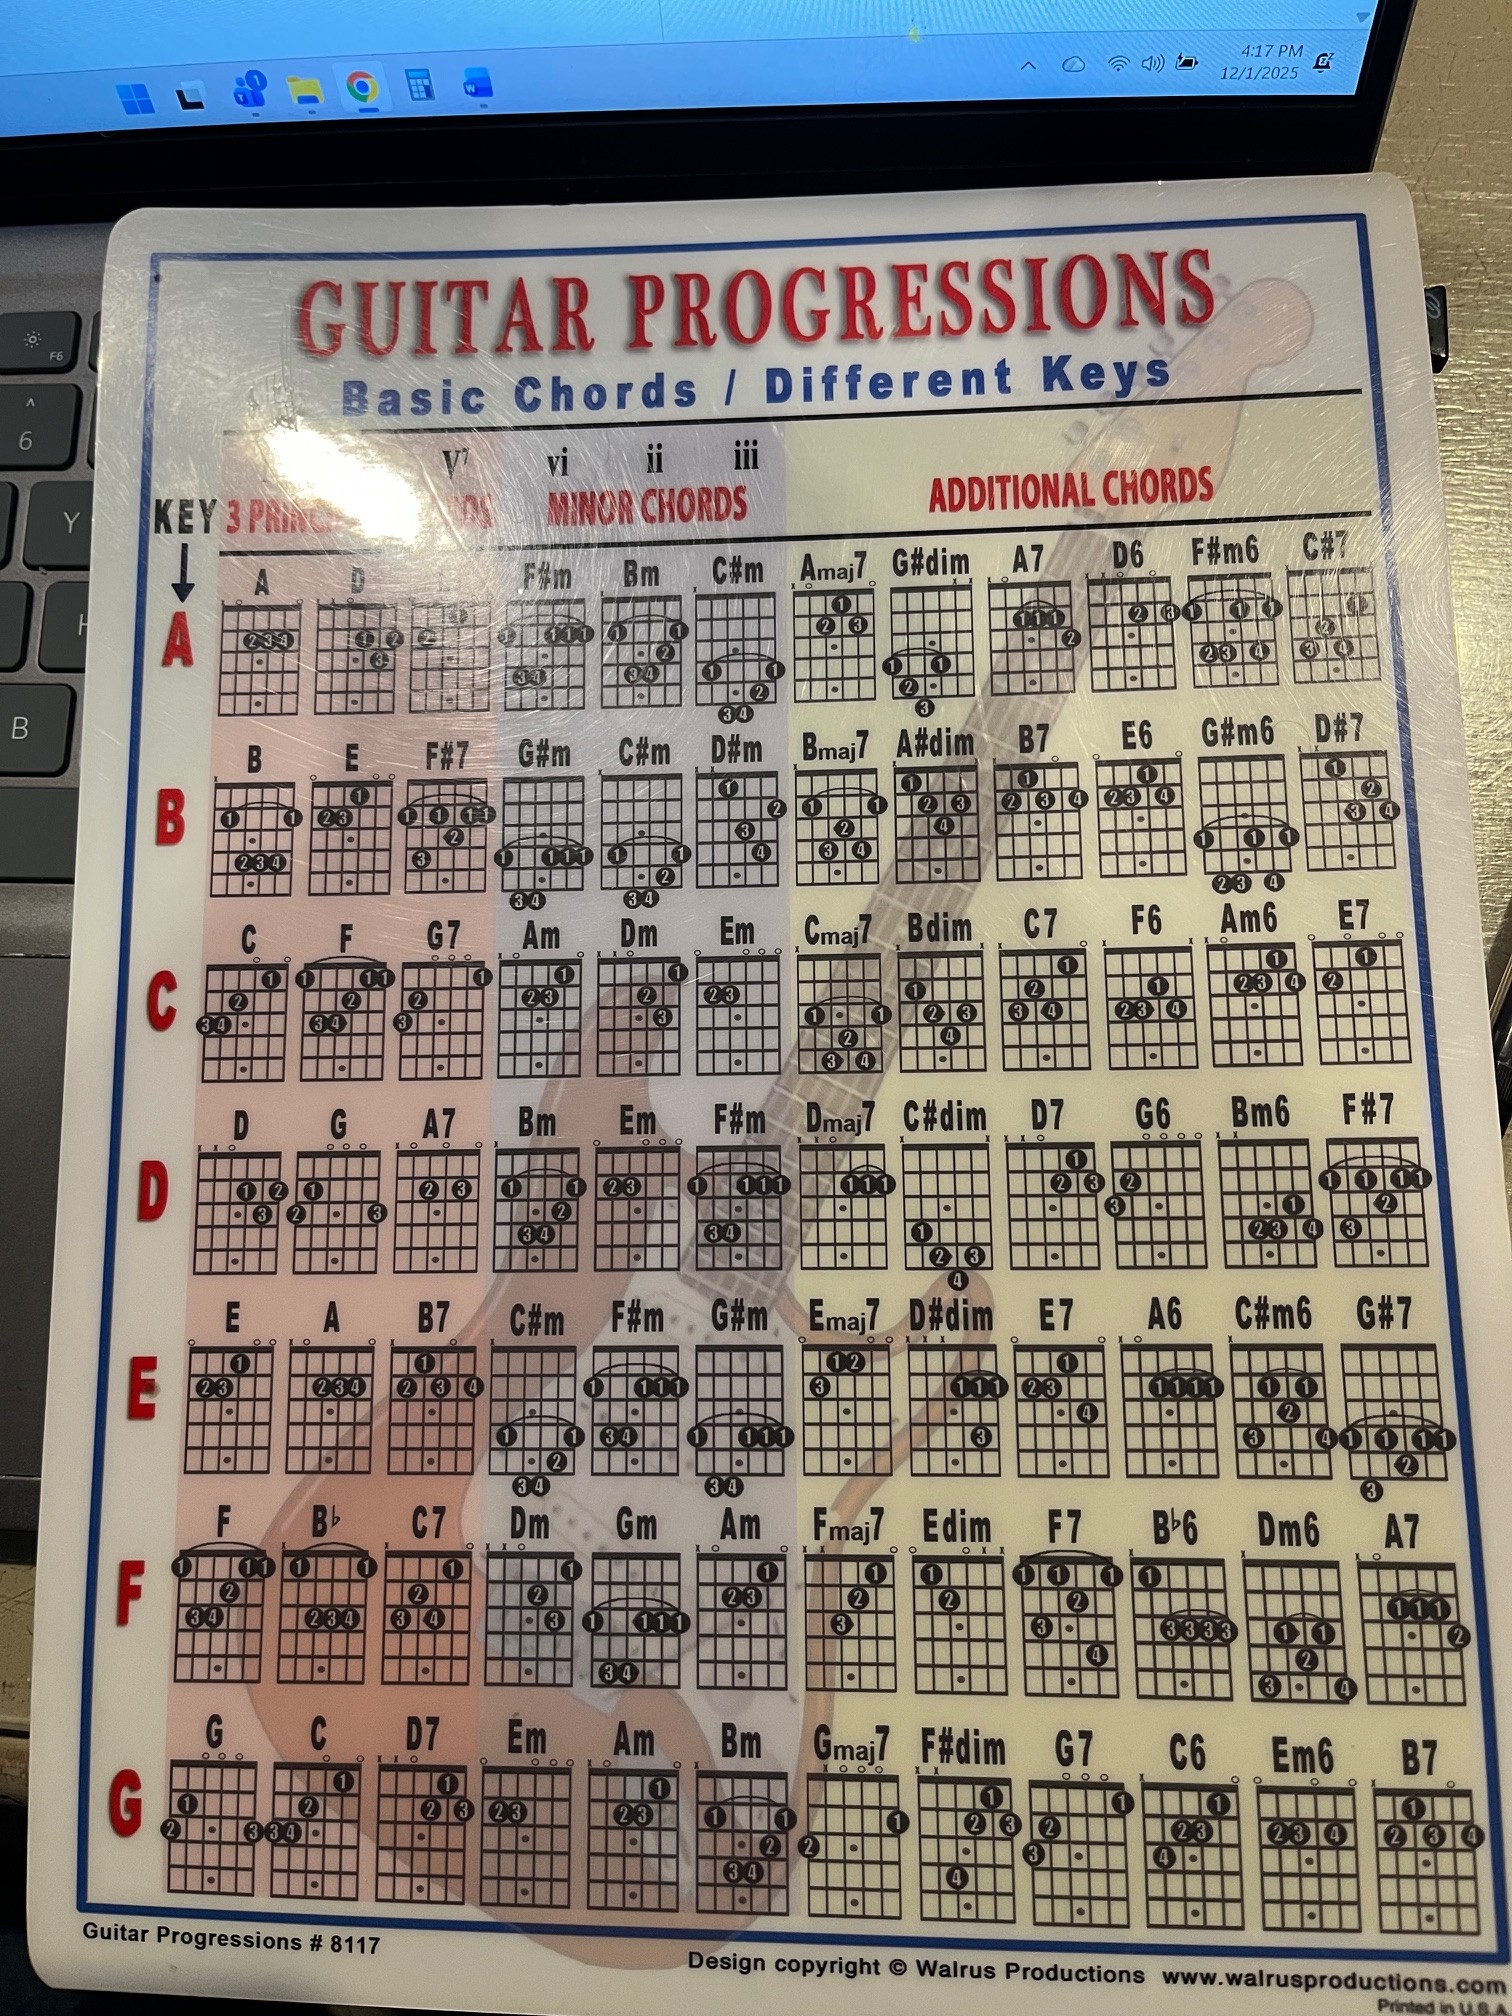 4:17 PM
12/1/2025
F6
^
6
Y
H
B
GUITAR PROGRESSIONS
Basic Chords / Different Keys
V7 vi ii iii
KEY 3 MINOR CHORDS ADDITIONAL CHORDS
A D F#m Bm C#m Amaj7 G#dim A7 D6 F#m6 C#7
A
B E F#7 G#m C#m D#m Bmaj7 A#dim B7 E6 G#m6 D#7
B
C F G7 Am Dm Em Cmaj7 Bdim C7 F6 Am6 E7
C
D G A7 Bm Em F#m Dmaj7 C#dim D7 G6 Bm6 F#7
D
E A B7 C#m F#m G#m Emaj7 D#dim E7 A6 C#m6 G#7
E
F B♭ C7 Dm Gm Am Fmaj7 Edim F7 B♭6 Dm6 A7
F
G C D7 Em Am Bm Gmaj7 F#dim G7 C6 Em6 B7
G
Guitar Progressions # 8117
Design copyright © Walrus Productions www.walrusproductions.com
Printed in U.S.A